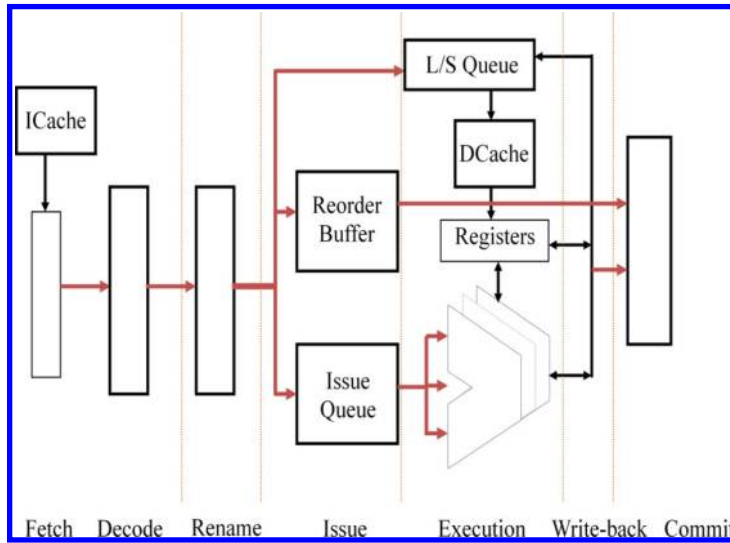 L/S Queue
ICache
DCache
Reorder
Buffer
Registers
Issue
Queue
Fetch Decode Rename Issue Execution Write-back Commit